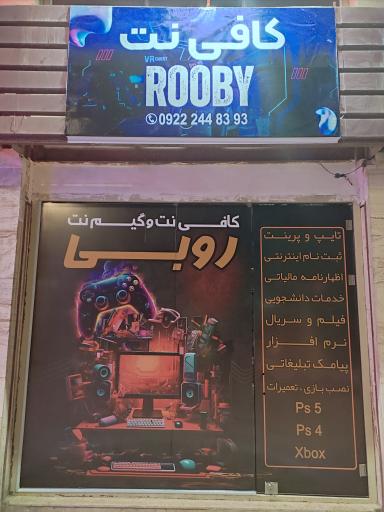 کافی نت
VR CENTER
ROOBY
0922 244 83 93
کافی نت و گیم نت
روبی
تایپ و پرینت
ثبت نام اینترنتی
اظهارنامه مالیاتی
خدمات دانشجویی
فیلم و سریال
نرم افزار
پیامک تبلیغاتی
نصب بازی ، تعمیرات
Ps 5
Ps 4
Xbox